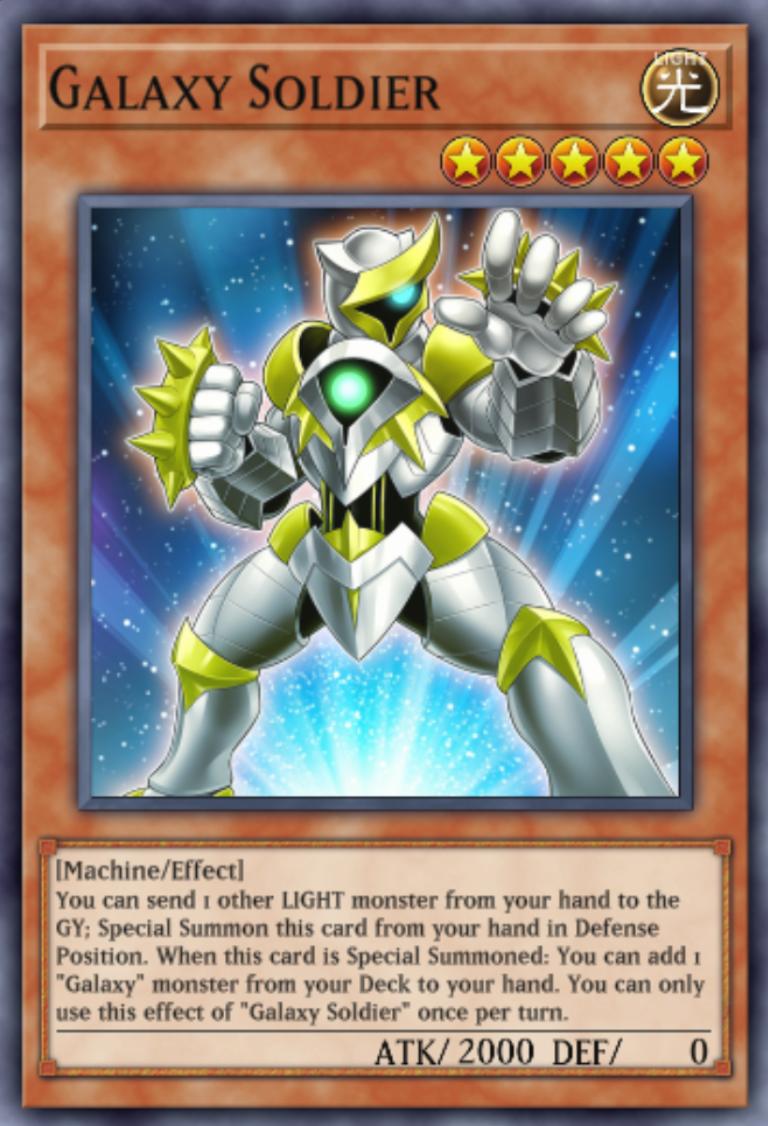 GALAXY SOLDIER
LIGHT
光
[Machine/Effect]
You can send 1 other LIGHT monster from your hand to the
GY; Special Summon this card from your hand in Defense
Position. When this card is Special Summoned: You can add 1
"Galaxy" monster from your Deck to your hand. You can only
use this effect of "Galaxy Soldier" once per turn.
ATK/ 2000 DEF/ 0